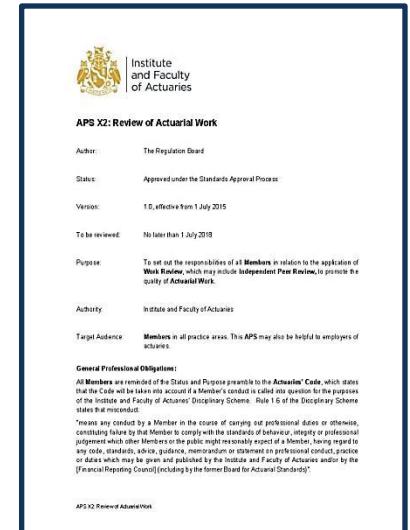 Institute
and Faculty
of Actuaries
APS X2: Review of Actuarial Work
Author: The Regulation Board
Status: Approved under the Standards Approval Process
Version: 1.0, effective from 1 July 2015
To be reviewed: No later than 1 July 2018
Purpose: To set out the responsibilities of all Members in relation to the application of
Work Review, which may include Independent Peer Review, to promote the
quality of Actuarial Work.
Authority: Institute and Faculty of Actuaries
Target Audience: Members in all practice areas. This APS may also be helpful to employers of
actuaries.
General Professional Obligations:
All Members are reminded of the Status and Purpose preamble to the Actuaries' Code, which states
that the Code will be taken into account if a Member's conduct is called into question for the purposes
of the Institute and Faculty of Actuaries' Disciplinary Scheme. Rule 1.6 of the Disciplinary Scheme
states that misconduct:
"means any conduct by a Member in the course of carrying out professional duties or otherwise,
constituting failure by that Member to comply with the standards of behaviour, integrity or professional
judgement which other Members or the public might reasonably expect of a Member, having regard to
any code, standards, advice, guidance, memorandum or statement on professional conduct, practice
or duties which may be given and published by the Institute and Faculty of Actuaries and/or by the
[Financial Reporting Council] (including by the former Board for Actuarial Standards)".
APS X2: Review of Actuarial Work